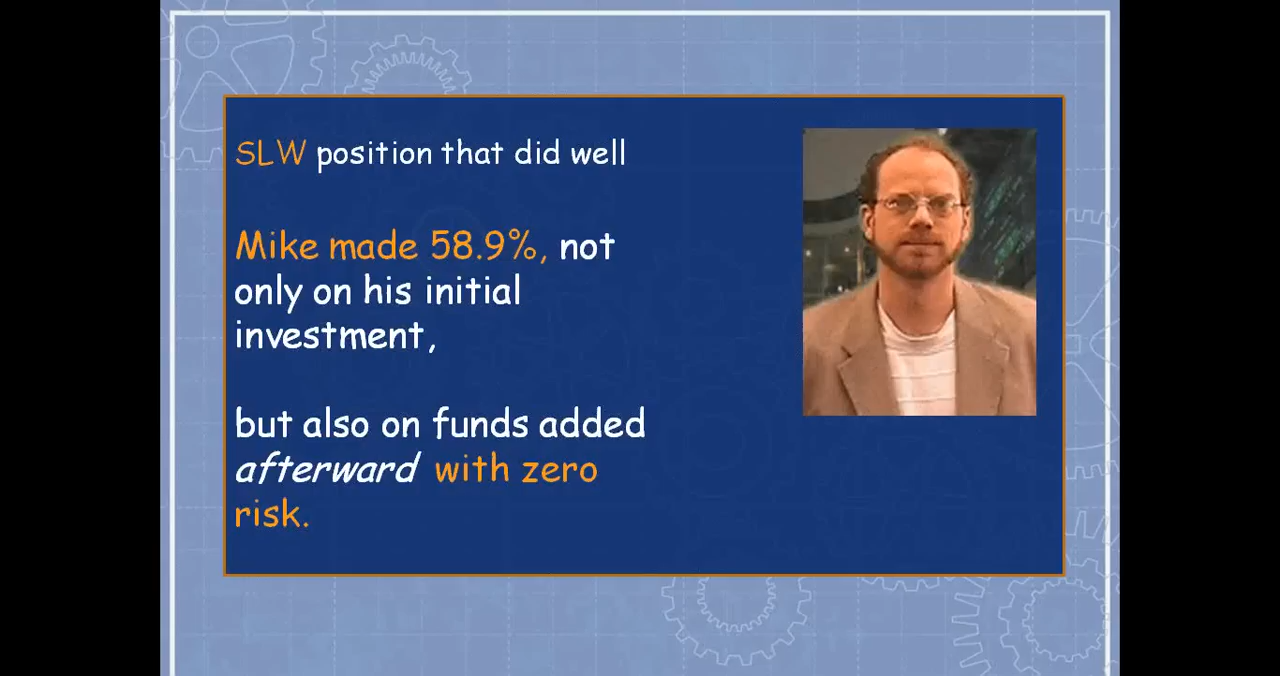 SLW position that did well
Mike made 58.9%, not
only on his initial
investment,
but also on funds added
afterward with zero
risk.